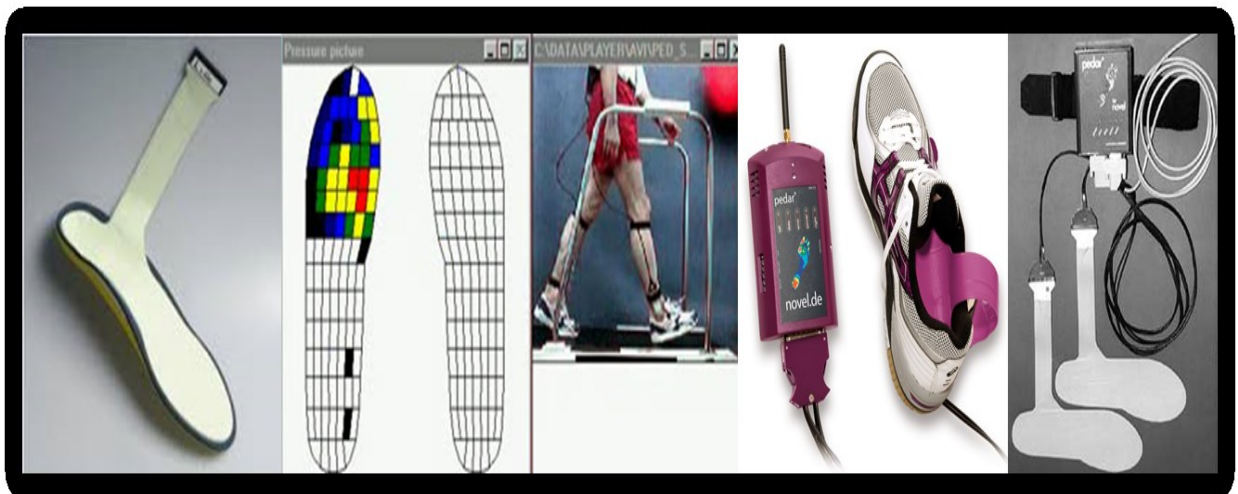 Pressure picture
C:\DATA\PLAYER\AVI\PED_S...
pedar
novel.de
pedar
novel